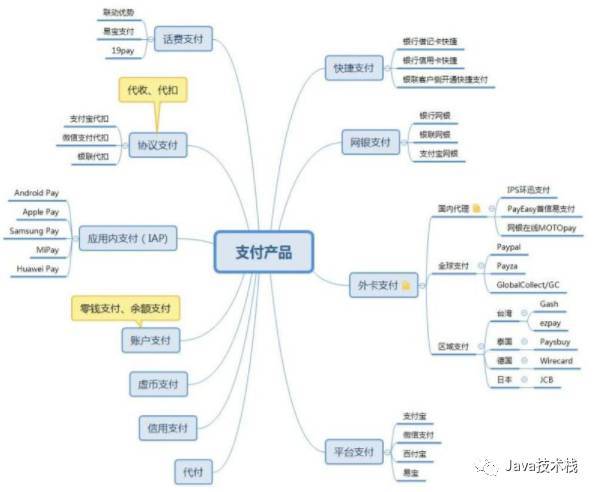 支付产品
话费支付
联动优势
易宝支付
19pay
代收、代扣
协议支付
支付宝代扣
微信支付代扣
银联代扣
应用内支付（IAP)
Android Pay
Apple Pay
Samsung Pay
MiPay
Huawei Pay
零钱支付、余额支付
账户支付
虚币支付
信用支付
代付
快捷支付
银行借记卡快捷
银行信用卡快捷
银联客户侧开通快捷支付
网银支付
银行网银
银联网银
支付宝网银
外卡支付
国内代理
IPS环迅支付
PayEasy首信易支付
网银在线MOTOpay
全球支付
Paypal
Payza
GlobalCollect/GC
区域支付
台湾
Gash
ezpay
泰国
Paysbuy
德国
Wirecard
日本
JCB
平台支付
支付宝
微信支付
百付宝
易宝
Java技术栈